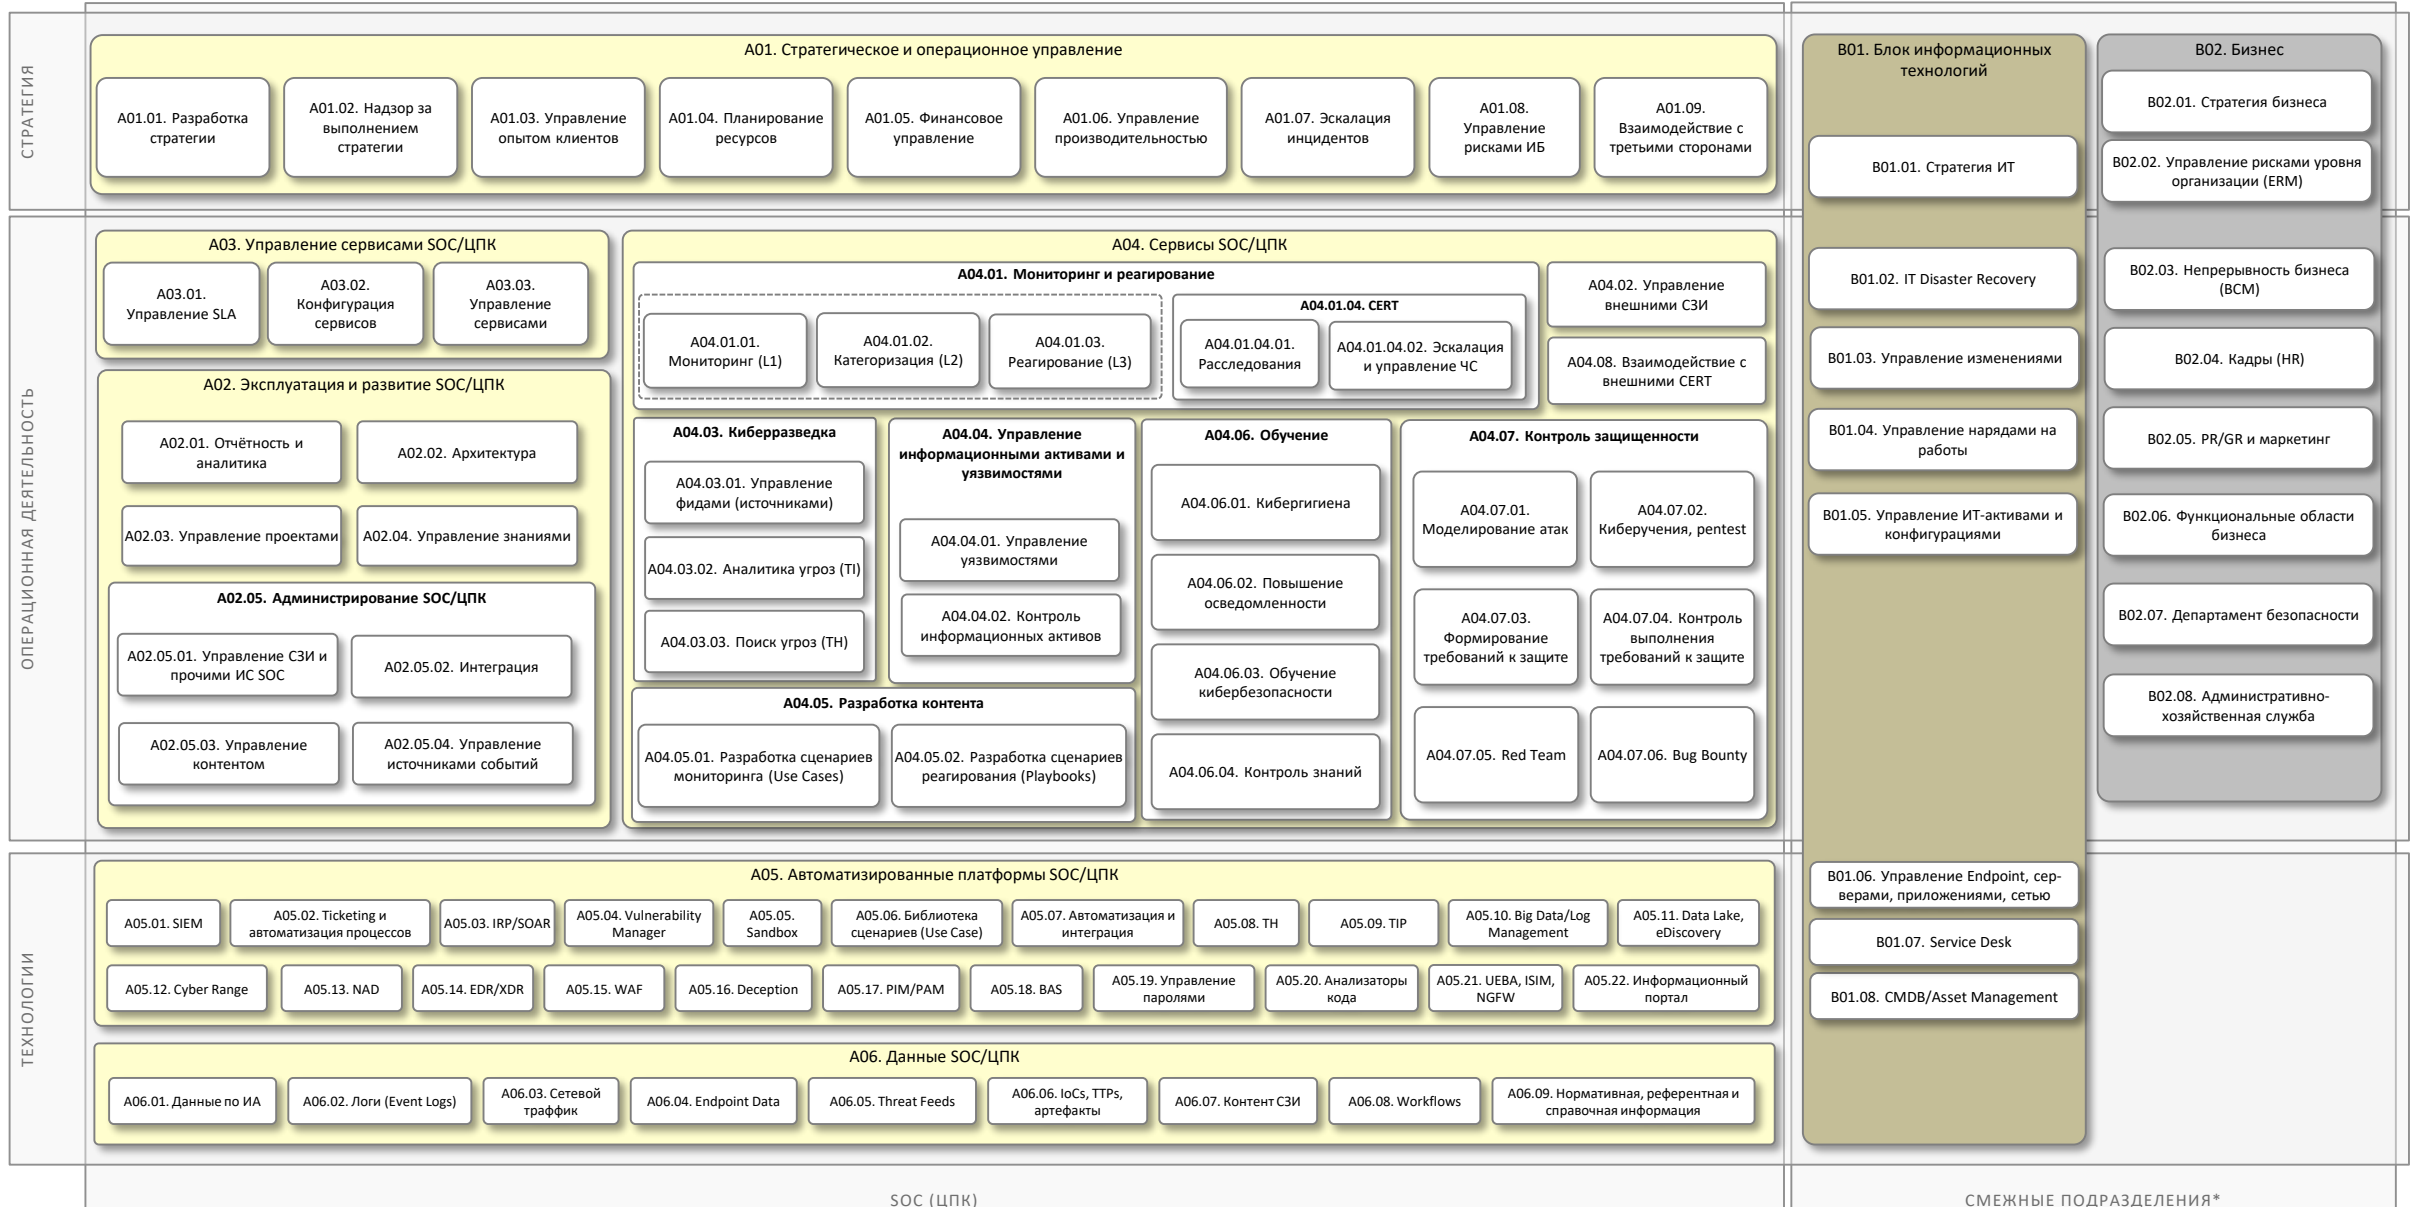 СТРАТЕГИЯ
A01. Стратегическое и операционное управление
A01.01. Разработка
стратегии
A01.02. Надзор за
выполнением
стратегии
A01.03. Управление
опытом клиентов
A01.04. Планирование
ресурсов
A01.05. Финансовое
управление
A01.06. Управление
производительностью
A01.07. Эскалация
инцидентов
A01.08.
Управление
рисками ИБ
A01.09.
Взаимодействие с
третьими сторонами
B01. Блок информационных
технологий
B01.01. Стратегия ИТ
B02. Бизнес
B02.01. Стратегия бизнеса
B02.02. Управление рисками уровня
организации (ERM)
ОПЕРАЦИОННАЯ ДЕЯТЕЛЬНОСТЬ
A03. Управление сервисами SOC/ЦПК
A03.01.
Управление SLA
A03.02.
Конфигурация
сервисов
A03.03.
Управление
сервисами
A02. Эксплуатация и развитие SOC/ЦПК
A02.01. Отчётность и
аналитика
A02.02. Архитектура
A02.03. Управление проектами
A02.04. Управление знаниями
A02.05. Администрирование SOC/ЦПК
A02.05.01. Управление СЗИ и
прочими ИС SOC
A02.05.02. Интеграция
A02.05.03. Управление
контентом
A02.05.04. Управление
источниками событий
A04. Сервисы SOC/ЦПК
A04.01. Мониторинг и реагирование
A04.01.01.
Мониторинг (L1)
A04.01.02.
Категоризация (L2)
A04.01.03.
Реагирование (L3)
A04.01.04. CERT
A04.01.04.01.
Расследования
A04.01.04.02. Эскалация
и управление ЧС
A04.02. Управление
внешними СЗИ
A04.08. Взаимодействие с
внешними CERT
A04.03. Киберразведка
A04.03.01. Управление
фидами (источниками)
A04.03.02. Аналитика угроз (TI)
A04.03.03. Поиск угроз (TH)
A04.04. Управление
информационными активами и
уязвимостями
A04.04.01. Управление
уязвимостями
A04.04.02. Контроль
информационных активов
A04.05. Разработка контента
A04.05.01. Разработка сценариев
мониторинга (Use Cases)
A04.05.02. Разработка сценариев
реагирования (Playbooks)
A04.06. Обучение
A04.06.01. Кибергигиена
A04.06.02. Повышение
осведомленности
A04.06.03. Обучение
кибербезопасности
A04.06.04. Контроль знаний
A04.07. Контроль защищенности
A04.07.01.
Моделирование атак
A04.07.02.
Киберучения, pentest
A04.07.03.
Формирование
требований к защите
A04.07.04. Контроль
выполнения
требований к защите
A04.07.05. Red Team
A04.07.06. Bug Bounty
B01.02. IT Disaster Recovery
B01.03. Управление изменениями
B01.04. Управление нарядами на
работы
B01.05. Управление ИТ-активами и
конфигурациями
B02.03. Непрерывность бизнеса
(BCM)
B02.04. Кадры (HR)
B02.05. PR/GR и маркетинг
B02.06. Функциональные области
бизнеса
B02.07. Департамент безопасности
B02.08. Административно-
хозяйственная служба
ТЕХНОЛОГИИ
A05. Автоматизированные платформы SOC/ЦПК
A05.01. SIEM
A05.02. Ticketing и
автоматизация процессов
A05.03. IRP/SOAR
A05.04. Vulnerability
Manager
A05.05.
Sandbox
A05.06. Библиотека
сценариев (Use Case)
A05.07. Автоматизация и
интеграция
A05.08. TH
A05.09. TIP
A05.10. Big Data/Log
Management
A05.11. Data Lake,
eDiscovery
A05.12. Cyber Range
A05.13. NAD
A05.14. EDR/XDR
A05.15. WAF
A05.16. Deception
A05.17. PIM/PAM
A05.18. BAS
A05.19. Управление
паролями
A05.20. Анализаторы
кода
A05.21. UEBA, ISIM,
NGFW
A05.22. Информационный
портал
A06. Данные SOC/ЦПК
A06.01. Данные по ИА
A06.02. Логи (Event Logs)
A06.03. Сетевой
траффик
A06.04. Endpoint Data
A06.05. Threat Feeds
A06.06. IoCs, TTPs,
артефакты
A06.07. Контент СЗИ
A06.08. Workflows
A06.09. Нормативная, референтная и
справочная информация
B01.06. Управление Endpoint, сер-
верами, приложениями, сетью
B01.07. Service Desk
B01.08. CMDB/Asset Management
SOC (ЦПК)
СМЕЖНЫЕ ПОДРАЗДЕЛЕНИЯ*